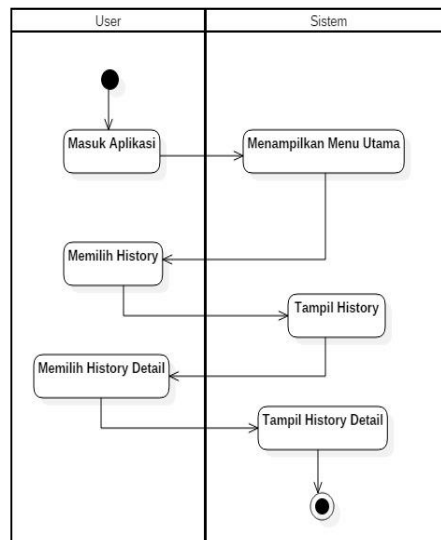 User
Sistem
Masuk Aplikasi
Menampilkan Menu Utama
Memilih History
Tampil History
Memilih History Detail
Tampil History Detail